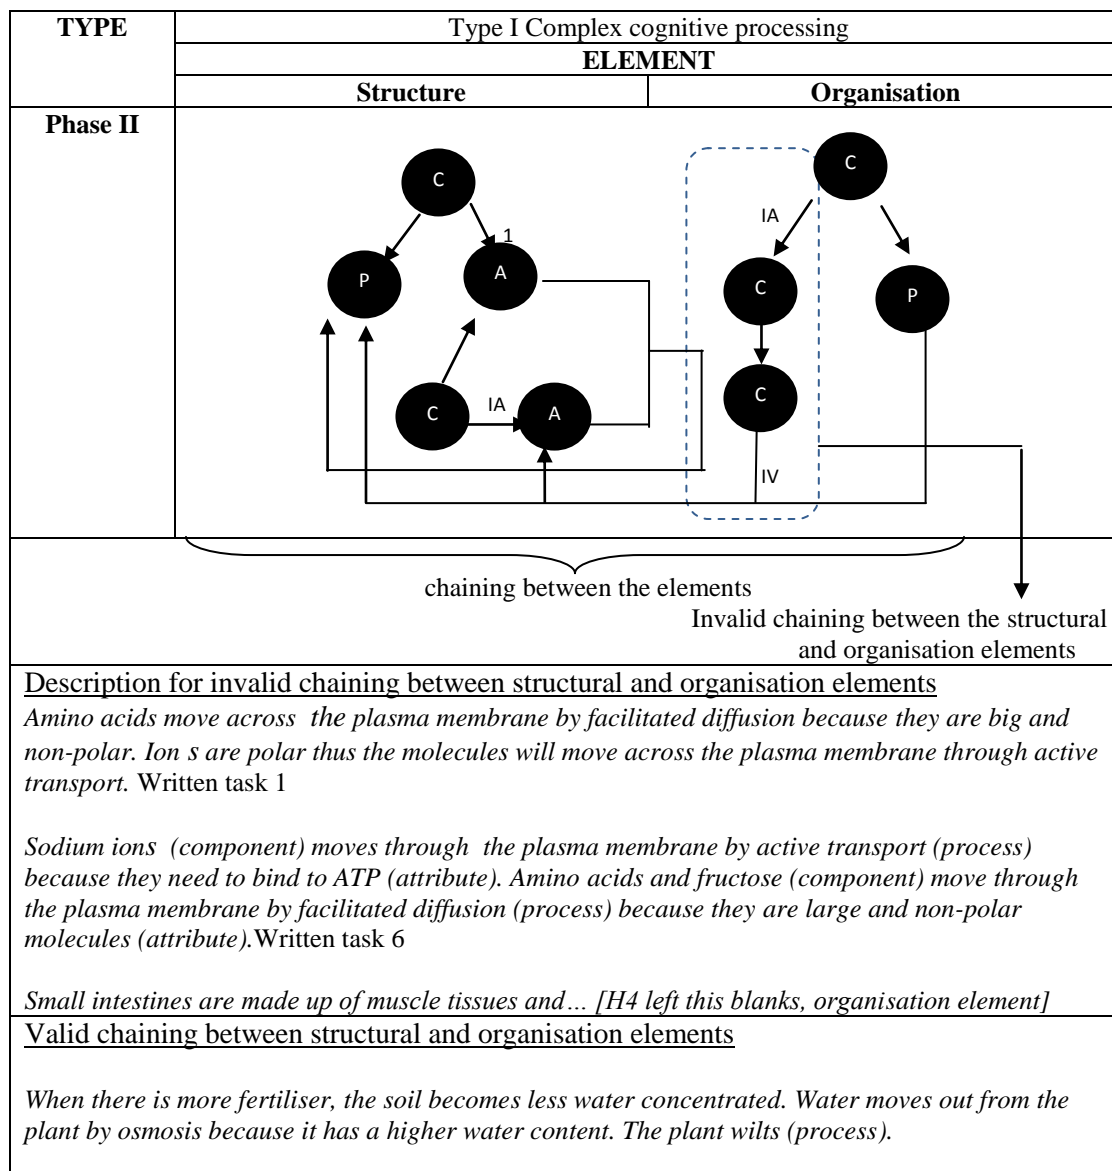 TYPE
Type I Complex cognitive processing
ELEMENT
Structure
Organisation
Phase II
C
C
1
IA
P
A
C
P
C
IA
A
C
IV
chaining between the elements
Invalid chaining between the structural
and organisation elements
Description for invalid chaining between structural and organisation elements
Amino acids move across the plasma membrane by facilitated diffusion because they are big and
non-polar. Ion s are polar thus the molecules will move across the plasma membrane through active
transport. Written task 1
Sodium ions (component) moves through the plasma membrane by active transport (process)
because they need to bind to ATP (attribute). Amino acids and fructose (component) move through
the plasma membrane by facilitated diffusion (process) because they are large and non-polar
molecules (attribute).Written task 6
Small intestines are made up of muscle tissues and… [H4 left this blanks, organisation element]
Valid chaining between structural and organisation elements
When there is more fertiliser, the soil becomes less water concentrated. Water moves out from the
plant by osmosis because it has a higher water content. The plant wilts (process).